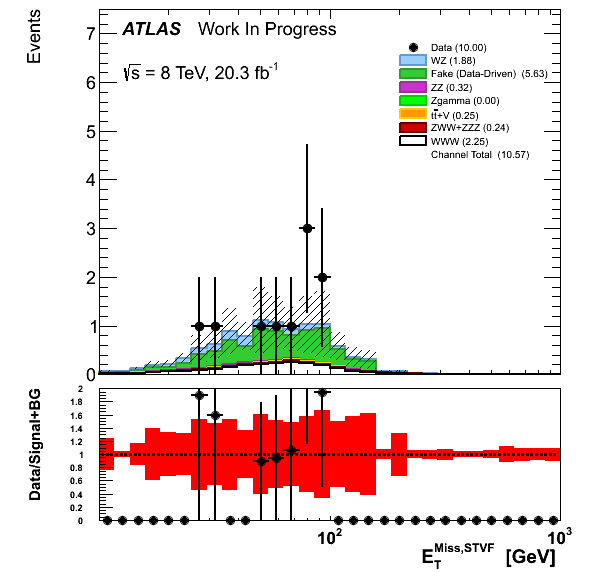 Events
ATLAS Work In Progress
√s = 8 TeV, 20.3 fb⁻¹
Data (10.00)
WZ (1.88)
Fake (Data-Driven) (5.63)
ZZ (0.32)
Zgamma (0.00)
tt̄+V (0.25)
ZWW+ZZZ (0.24)
WWW (2.25)
Channel Total (10.57)
7
6
5
4
3
2
1
0
Data/Signal+BG
2
1.8
1.6
1.4
1.2
1
0.8
0.6
0.4
0.2
0
10²
10³
E_T^Miss,STVF [GeV]